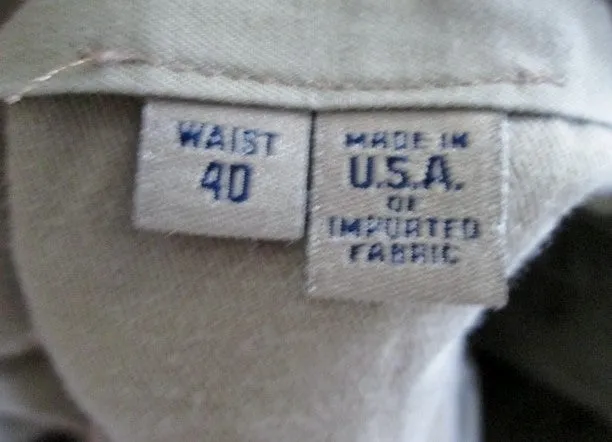 WAIST
40
MADE IN
U.S.A.
OF
IMPORTED
FABRIC